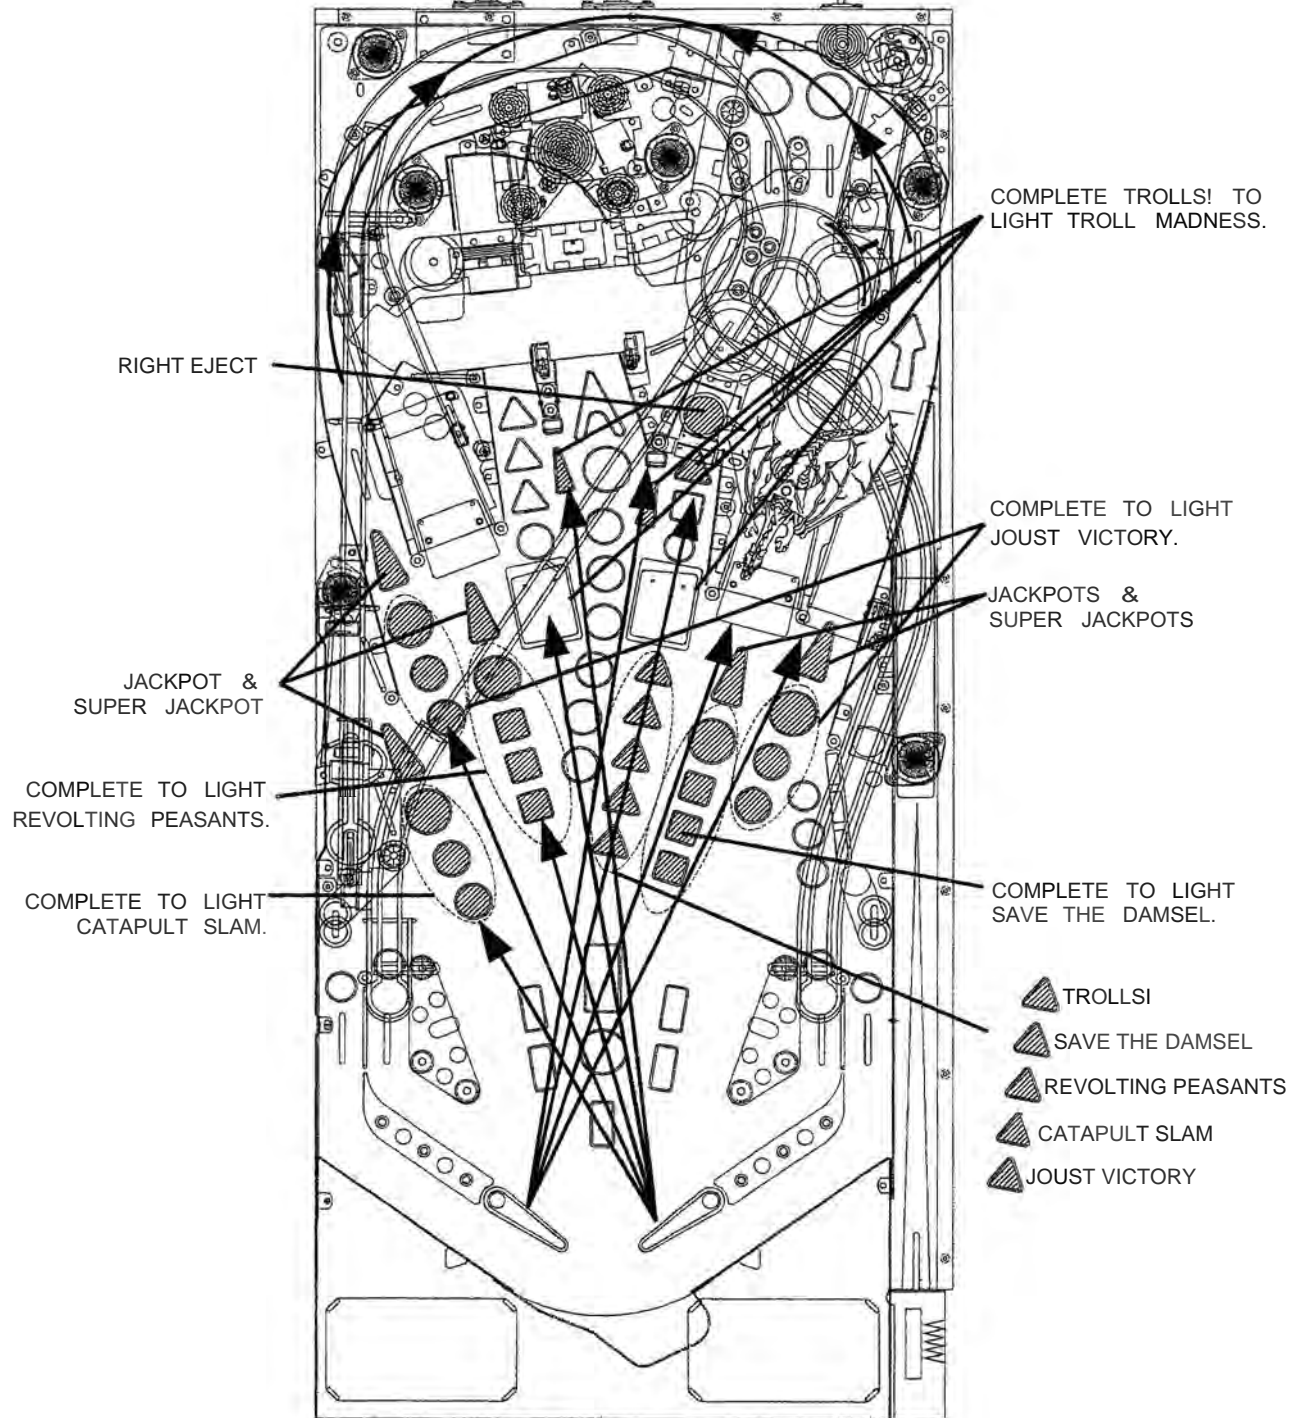 COMPLETE TROLLS! TO
LIGHT TROLL MADNESS.
RIGHT EJECT
COMPLETE TO LIGHT
JOUST VICTORY.
JACKPOTS &
SUPER JACKPOTS
JACKPOT &
SUPER JACKPOT
COMPLETE TO LIGHT
REVOLTING PEASANTS.
COMPLETE TO LIGHT
CATAPULT SLAM.
COMPLETE TO LIGHT
SAVE THE DAMSEL.
TROLLSI
SAVE THE DAMSEL
REVOLTING PEASANTS
CATAPULT SLAM
JOUST VICTORY